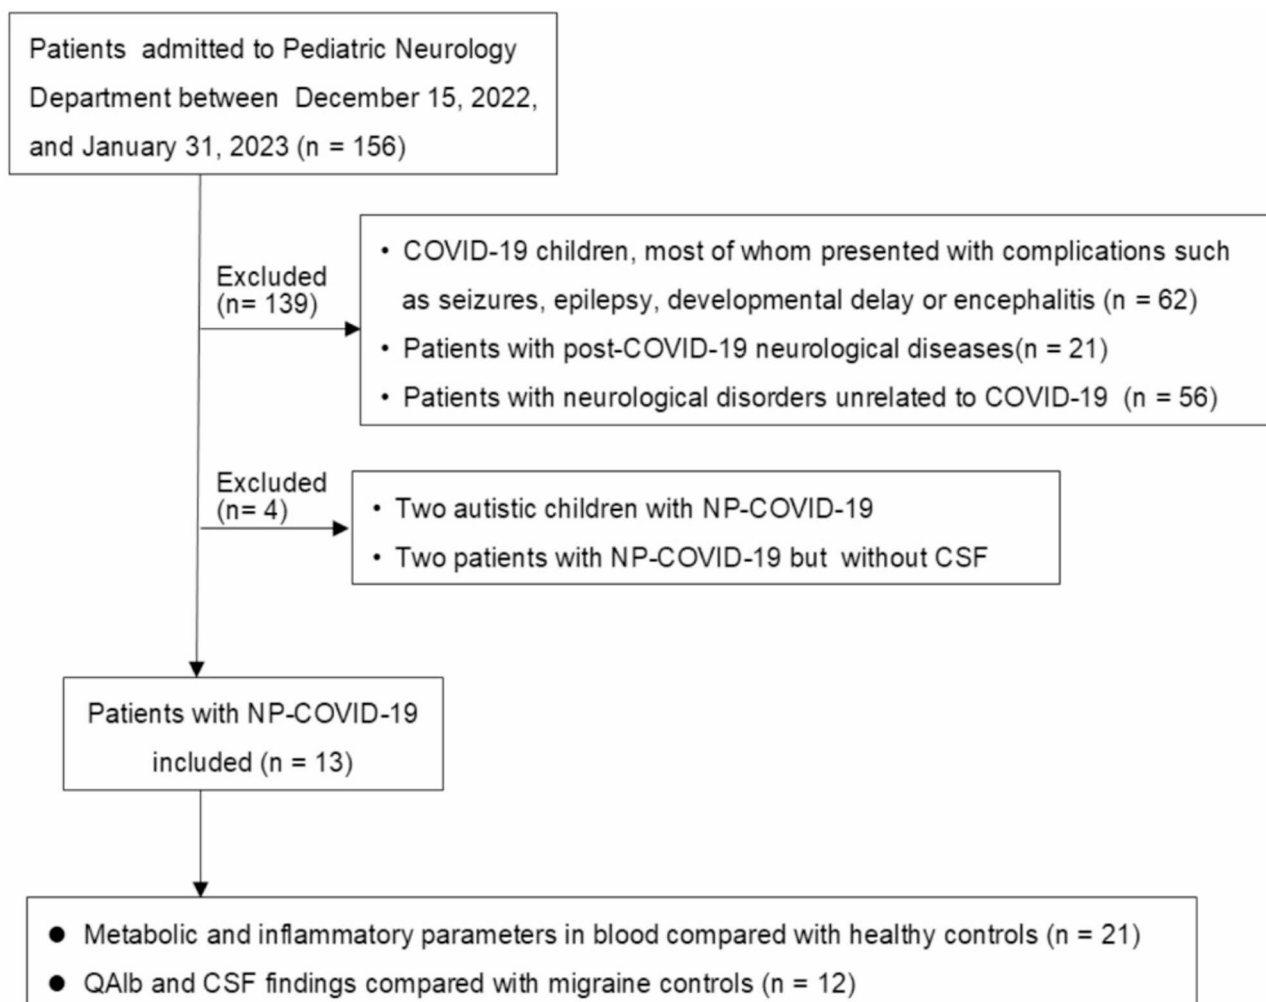 Patients admitted to Pediatric Neurology
Department between December 15, 2022,
and January 31, 2023 (n = 156)
Excluded
(n= 139)
• COVID-19 children, most of whom presented with complications such
as seizures, epilepsy, developmental delay or encephalitis (n = 62)
• Patients with post-COVID-19 neurological diseases(n = 21)
• Patients with neurological disorders unrelated to COVID-19 (n = 56)
Excluded
(n= 4)
• Two autistic children with NP-COVID-19
• Two patients with NP-COVID-19 but without CSF
Patients with NP-COVID-19
included (n = 13)
● Metabolic and inflammatory parameters in blood compared with healthy controls (n = 21)
● QAlb and CSF findings compared with migraine controls (n = 12)